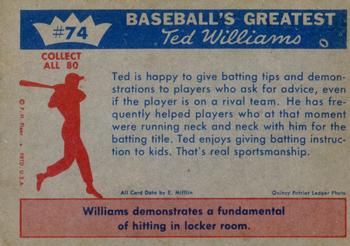 #74
BASEBALL'S GREATEST
Ted Williams
COLLECT
ALL 80
Ted is happy to give batting tips and demon-
strations to players who ask for advice, even
if the player is on a rival team. He has fre-
quently helped players who at that moment
were running neck and neck with him for the
batting title. Ted enjoys giving batting instruc-
tion to kids. That's real sportsmanship.
All Card Data by E. Mifflin
Quincy Patriot Ledger Photo
Williams demonstrates a fundamental
of hitting in locker room.